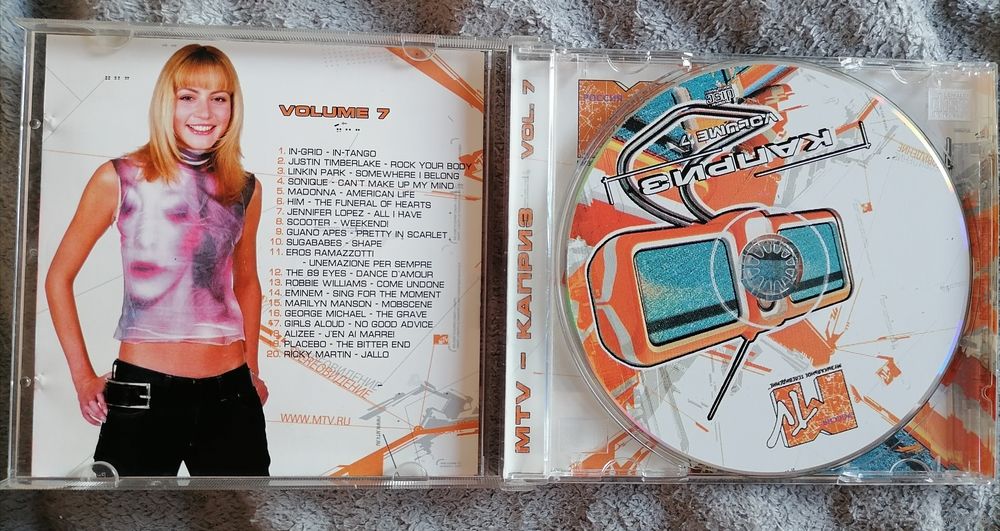 VOLUME 7
1. IN-GRID - IN-TANGO
2. JUSTIN TIMBERLAKE - ROCK YOUR BODY
3. LINKIN PARK - SOMEWHERE I BELONG
4. SONIQUE - CAN'T MAKE UP MY MIND
5. MADONNA - AMERICAN LIFE
6. HIM - THE FUNERAL OF HEARTS
7. JENNIFER LOPEZ - ALL I HAVE
8. SCOOTER - WEEKEND!
9. GUANO APES - PRETTY IN SCARLET
10. SUGABABES - SHAPE
11. EROS RAMAZZOTTI
- UNEMAZIONE PER SEMPRE
12. THE 69 EYES - DANCE D'AMOUR
13. ROBBIE WILLIAMS - COME UNDONE
14. EMINEM - SING FOR THE MOMENT
15. MARILYN MANSON - MOBSCENE
16. GEORGE MICHAEL - THE GRAVE
17. GIRLS ALOUD - NO GOOD ADVICE
18. ALIZEE - J'EN AI MARRE!
19. PLACEBO - THE BITTER END
20. RICKY MARTIN - JALLO
WWW.MTV.RU
MTV - КАПРИЗ VOL 7
DISC
VOLUME 7
КАПРИЗ
МУЗЫКАЛЬНОЕ ТЕЛЕВИДЕНИЕ
MTV